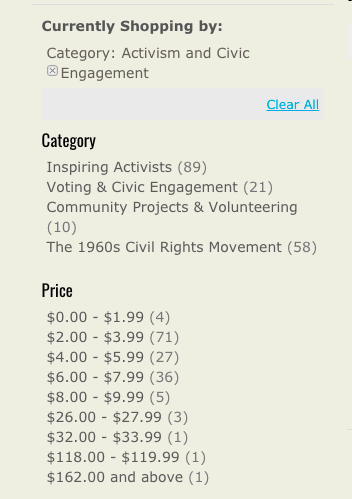 Currently Shopping by:
Category: Activism and Civic
Engagement
Clear All
Category
Inspiring Activists (89)
Voting & Civic Engagement (21)
Community Projects & Volunteering
(10)
The 1960s Civil Rights Movement (58)
Price
$0.00 - $1.99 (4)
$2.00 - $3.99 (71)
$4.00 - $5.99 (27)
$6.00 - $7.99 (36)
$8.00 - $9.99 (5)
$26.00 - $27.99 (3)
$32.00 - $33.99 (1)
$118.00 - $119.99 (1)
$162.00 and above (1)